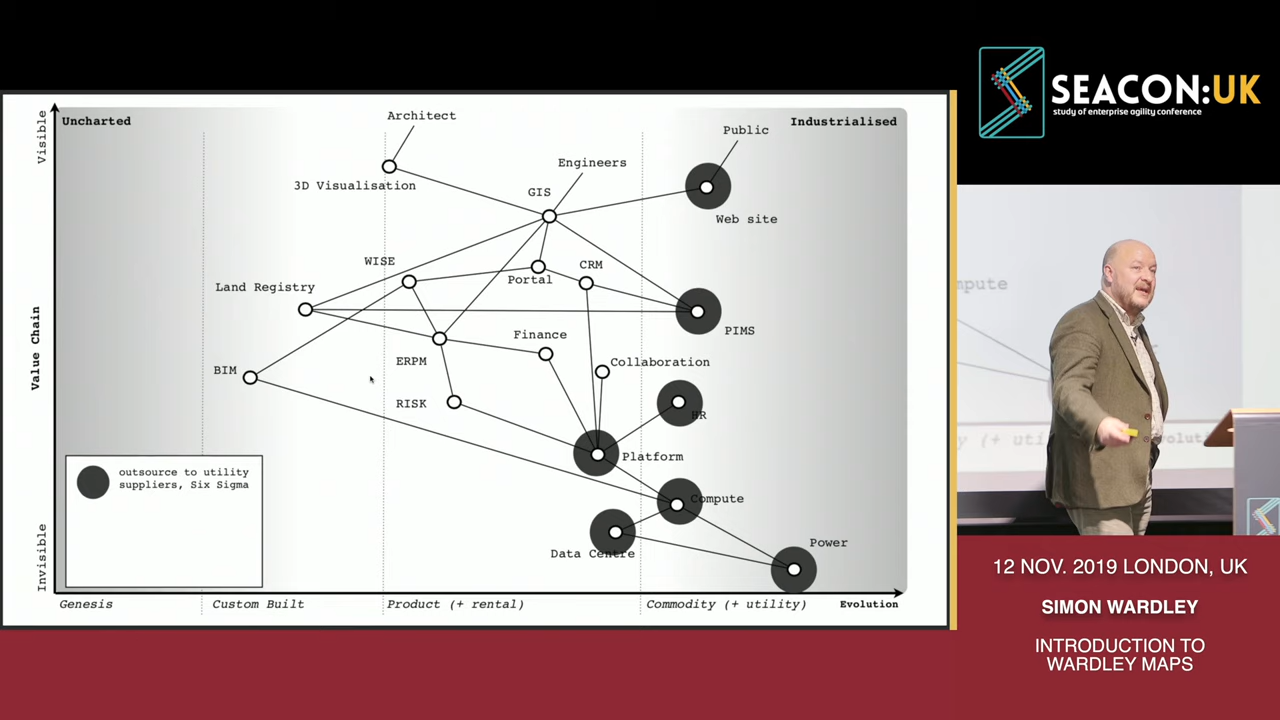 SEACON:UK
study of enterprise agility conference
Visible
Value Chain
Invisible
Uncharted
Industrialised
Architect
Public
3D Visualisation
Engineers
GIS
Web site
WISE
Portal
CRM
Land Registry
PIMS
Finance
ERPM
Collaboration
BIM
RISK
HR
Platform
Compute
Data Centre
Power
outsource to utility
suppliers, Six Sigma
Genesis
Custom Built
Product (+ rental)
Commodity (+ utility)
Evolution
12 NOV. 2019 LONDON, UK
SIMON WARDLEY
INTRODUCTION TO
WARDLEY MAPS